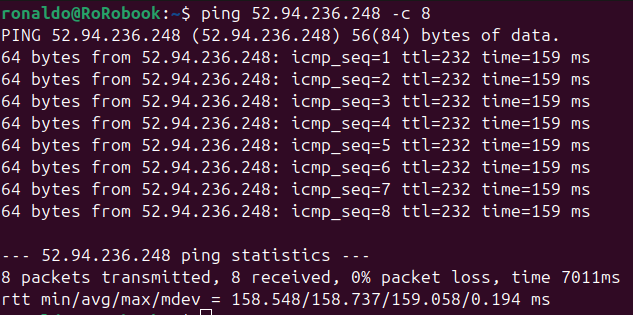 ronaldo@RoRobook:~$ ping 52.94.236.248 -c 8
PING 52.94.236.248 (52.94.236.248) 56(84) bytes of data.
64 bytes from 52.94.236.248: icmp_seq=1 ttl=232 time=159 ms
64 bytes from 52.94.236.248: icmp_seq=2 ttl=232 time=159 ms
64 bytes from 52.94.236.248: icmp_seq=3 ttl=232 time=159 ms
64 bytes from 52.94.236.248: icmp_seq=4 ttl=232 time=159 ms
64 bytes from 52.94.236.248: icmp_seq=5 ttl=232 time=159 ms
64 bytes from 52.94.236.248: icmp_seq=6 ttl=232 time=159 ms
64 bytes from 52.94.236.248: icmp_seq=7 ttl=232 time=159 ms
64 bytes from 52.94.236.248: icmp_seq=8 ttl=232 time=159 ms
--- 52.94.236.248 ping statistics ---
8 packets transmitted, 8 received, 0% packet loss, time 7011ms
rtt min/avg/max/mdev = 158.548/158.737/159.058/0.194 ms